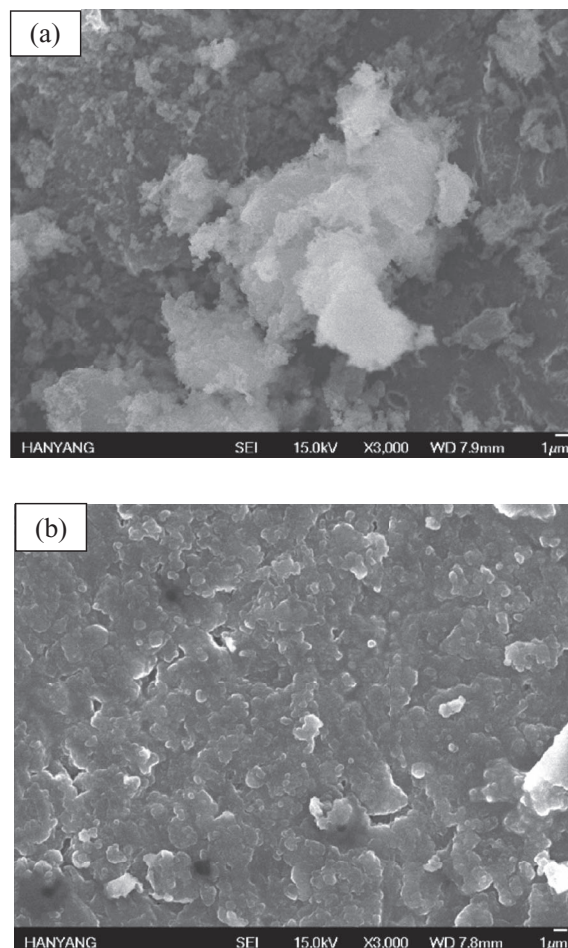 (a)
HANYANG SEI 15.0kV X3,000 WD 7.9mm 1μm
(b)
HANYANG SEI 15.0kV X3,000 WD 7.8mm 1μm